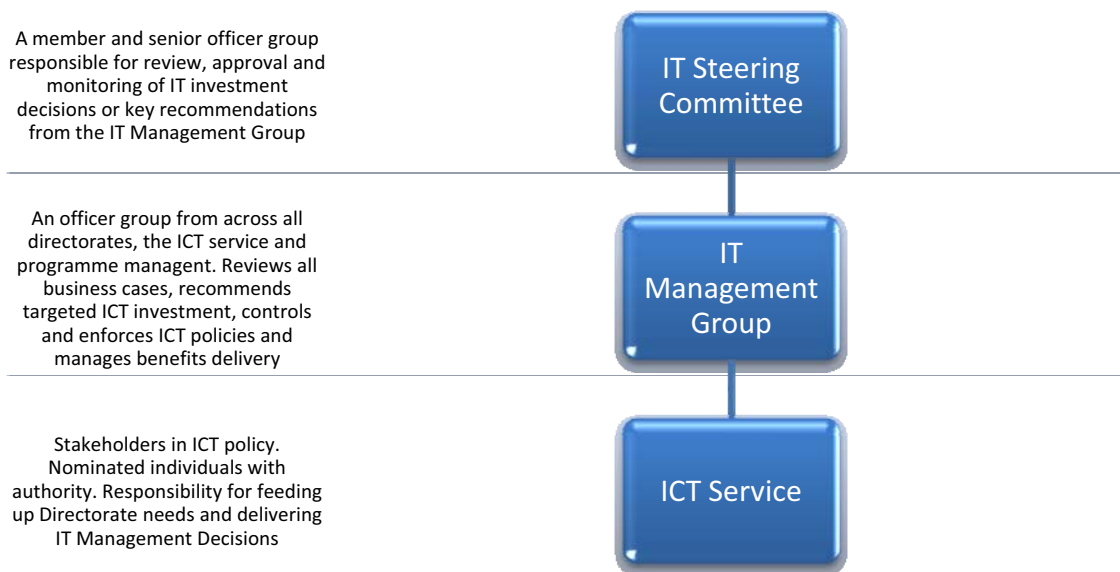 A member and senior officer group
responsible for review, approval and
monitoring of IT investment
decisions or key recommendations
from the IT Management Group
IT Steering
Committee
An officer group from across all
directorates, the ICT service and
programme managent. Reviews all
business cases, recommends
targeted ICT investment, controls
and enforces ICT policies and
manages benefits delivery
IT
Management
Group
Stakeholders in ICT policy.
Nominated individuals with
authority. Responsibility for feeding
up Directorate needs and delivering
IT Management Decisions
ICT Service